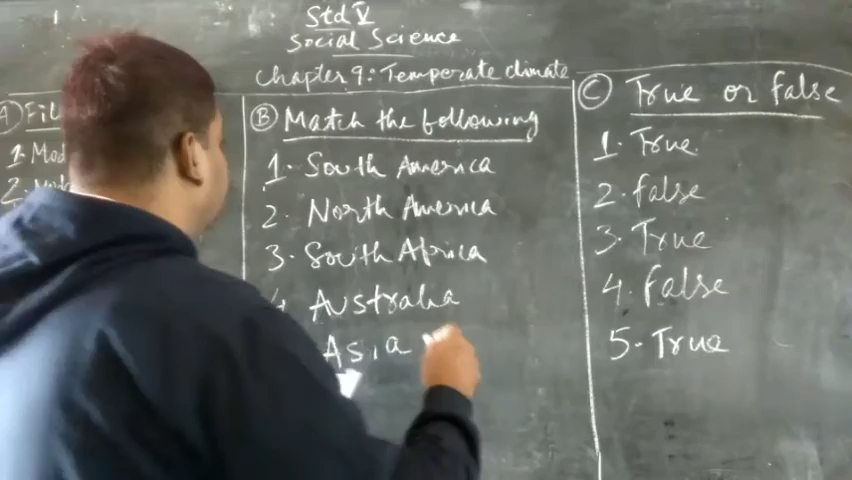 Std V
Social Science
Chapter 9: Temperate climate
A
1. Mod
2.
B Match the following
1. South America
2. North America
3. South Africa
4. Australia
Asia
C True or false
1. True
2. false
3. True
4. false
5. True